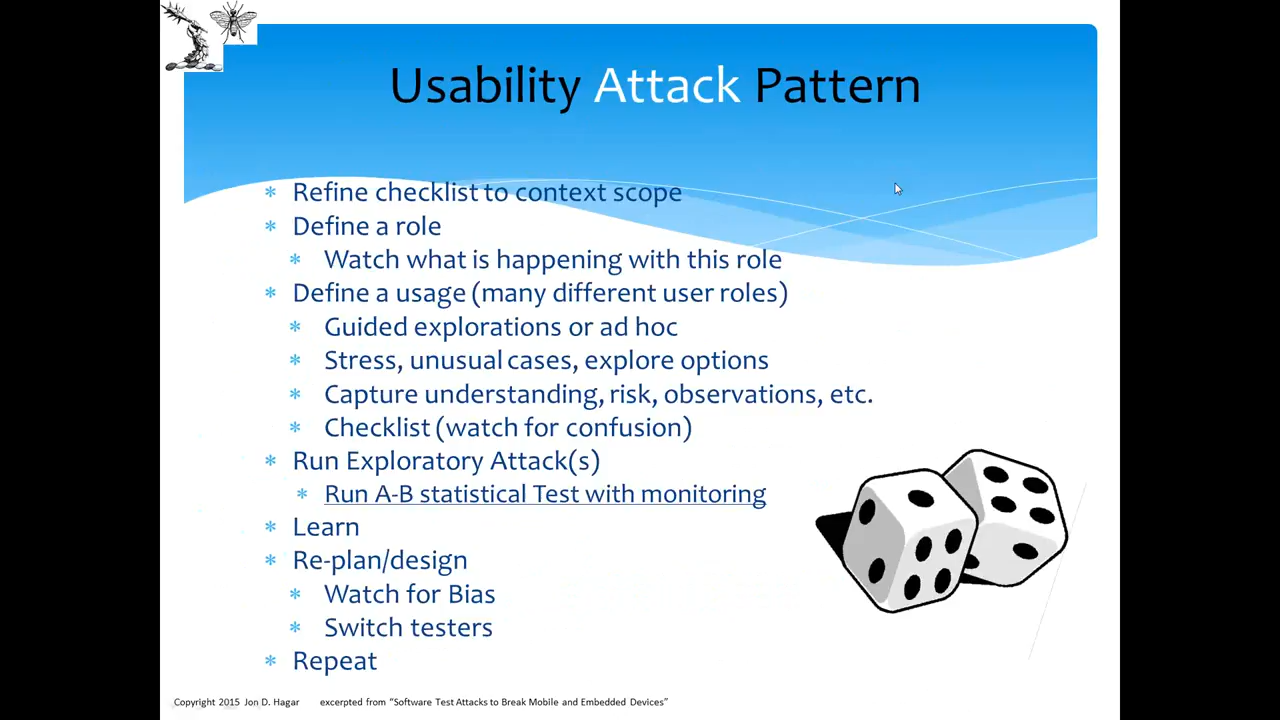 Usability Attack Pattern
* Refine checklist to context scope
* Define a role
* Watch what is happening with this role
* Define a usage (many different user roles)
* Guided explorations or ad hoc
* Stress, unusual cases, explore options
* Capture understanding, risk, observations, etc.
* Checklist (watch for confusion)
* Run Exploratory Attack(s)
* Run A-B statistical Test with monitoring
* Learn
* Re-plan/design
* Watch for Bias
* Switch testers
* Repeat
Copyright 2015 Jon D. Hagar excerpted from “Software Test Attacks to Break Mobile and Embedded Devices”